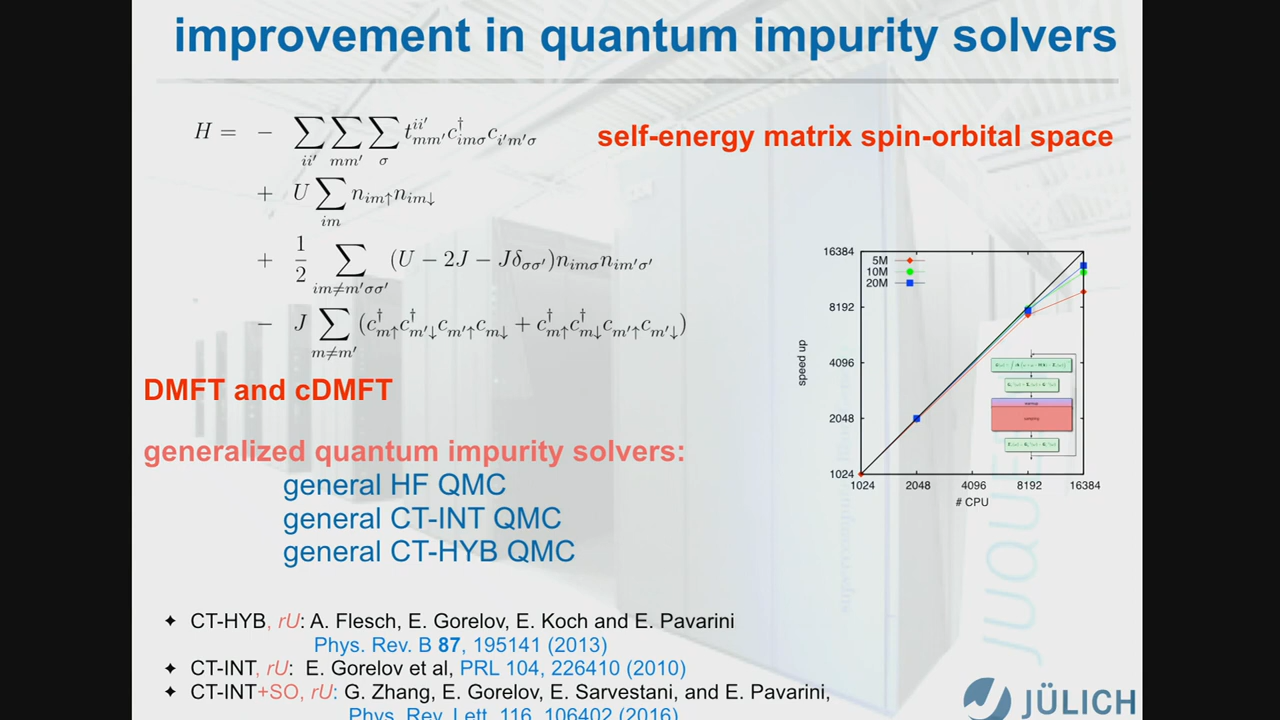 improvement in quantum impurity solvers
H = − ∑_{ii′} ∑_{mm′} ∑_σ t^{ii′}_{mm′} c†_{imσ} c_{i′m′σ}
self-energy matrix spin-orbital space
+ U ∑_{im} n_{im↑} n_{im↓}
+ 1/2 ∑_{im≠m′σσ′} (U − 2J − Jδ_{σσ′}) n_{imσ} n_{im′σ′}
− J ∑_{m≠m′} (c†_{m↑} c†_{m′↓} c_{m′↑} c_{m↓} + c†_{m↑} c†_{m↓} c_{m′↑} c_{m′↓})
16384
5M
10M
20M
8192
4096
2048
1024
speed up
1024 2048 4096 8192 16384
# CPU
DMFT and cDMFT
generalized quantum impurity solvers:
general HF QMC
general CT-INT QMC
general CT-HYB QMC
✦ CT-HYB, rU: A. Flesch, E. Gorelov, E. Koch and E. Pavarini
Phys. Rev. B 87, 195141 (2013)
✦ CT-INT, rU: E. Gorelov et al, PRL 104, 226410 (2010)
✦ CT-INT+SO, rU: G. Zhang, E. Gorelov, E. Sarvestani, and E. Pavarini,
Phys. Rev. Lett. 116, 106402 (2016)
JÜLICH